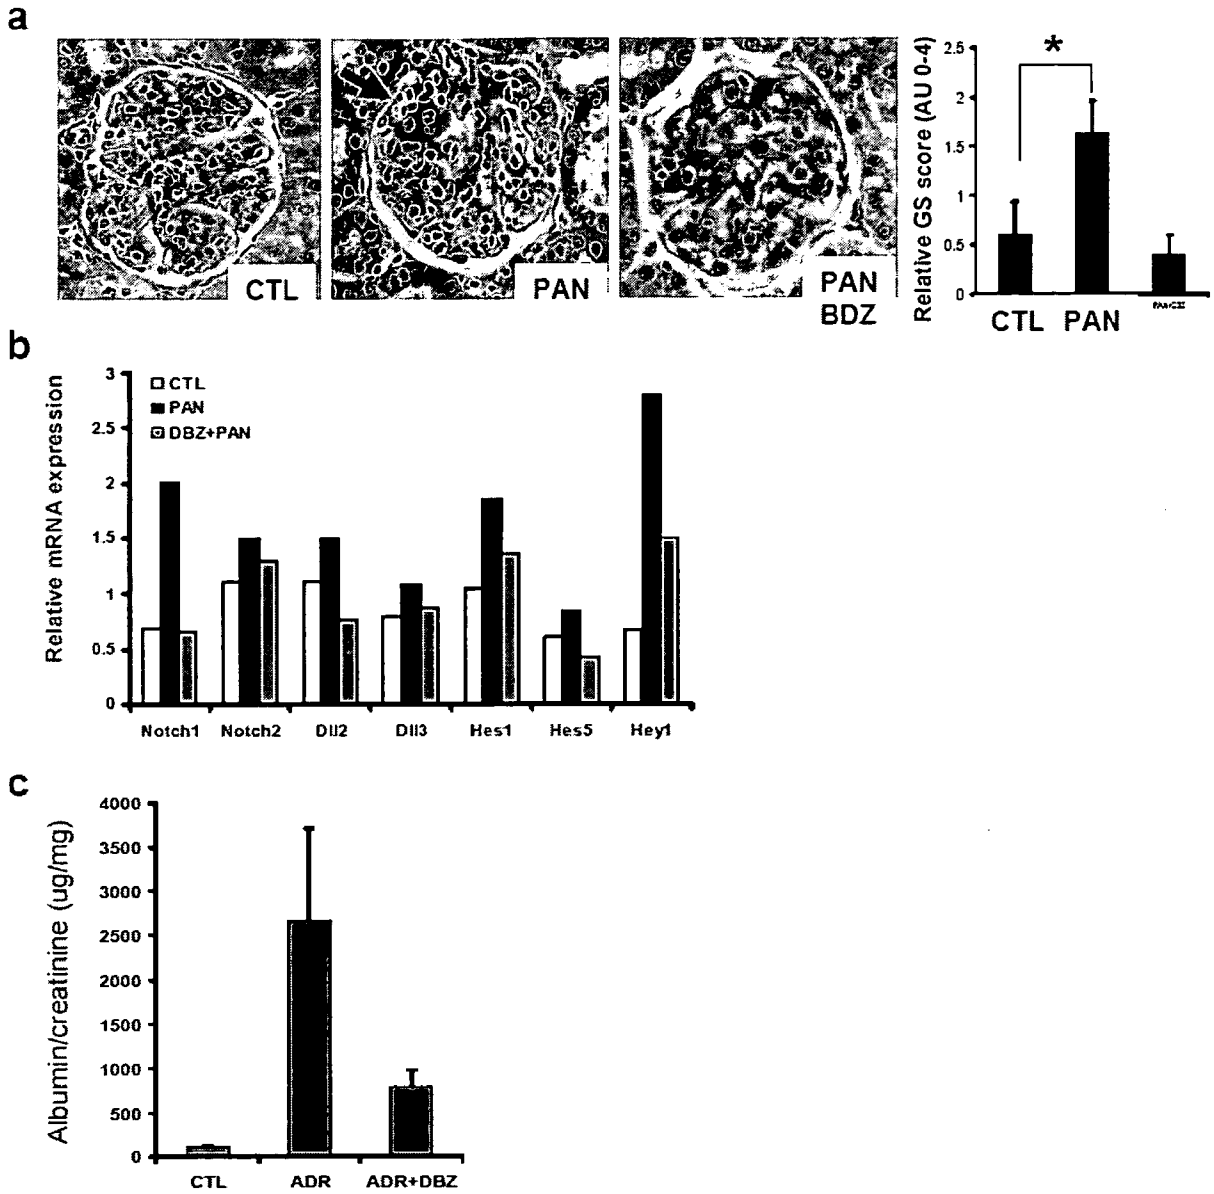 a
CTL
PAN
PAN
BDZ
Relative GS score (AU 0-4)
2.5
2
1.5
1
0.5
0
*
CTL PAN
b
Relative mRNA expression
3
2.5
2
1.5
1
0.5
0
CTL
PAN
DBZ+PAN
Notch1 Notch2 Dll2 Dll3 Hes1 Hes5 Hey1
c
Albumin/creatinine (ug/mg)
4000
3500
3000
2500
2000
1500
1000
500
0
CTL ADR ADR+DBZ